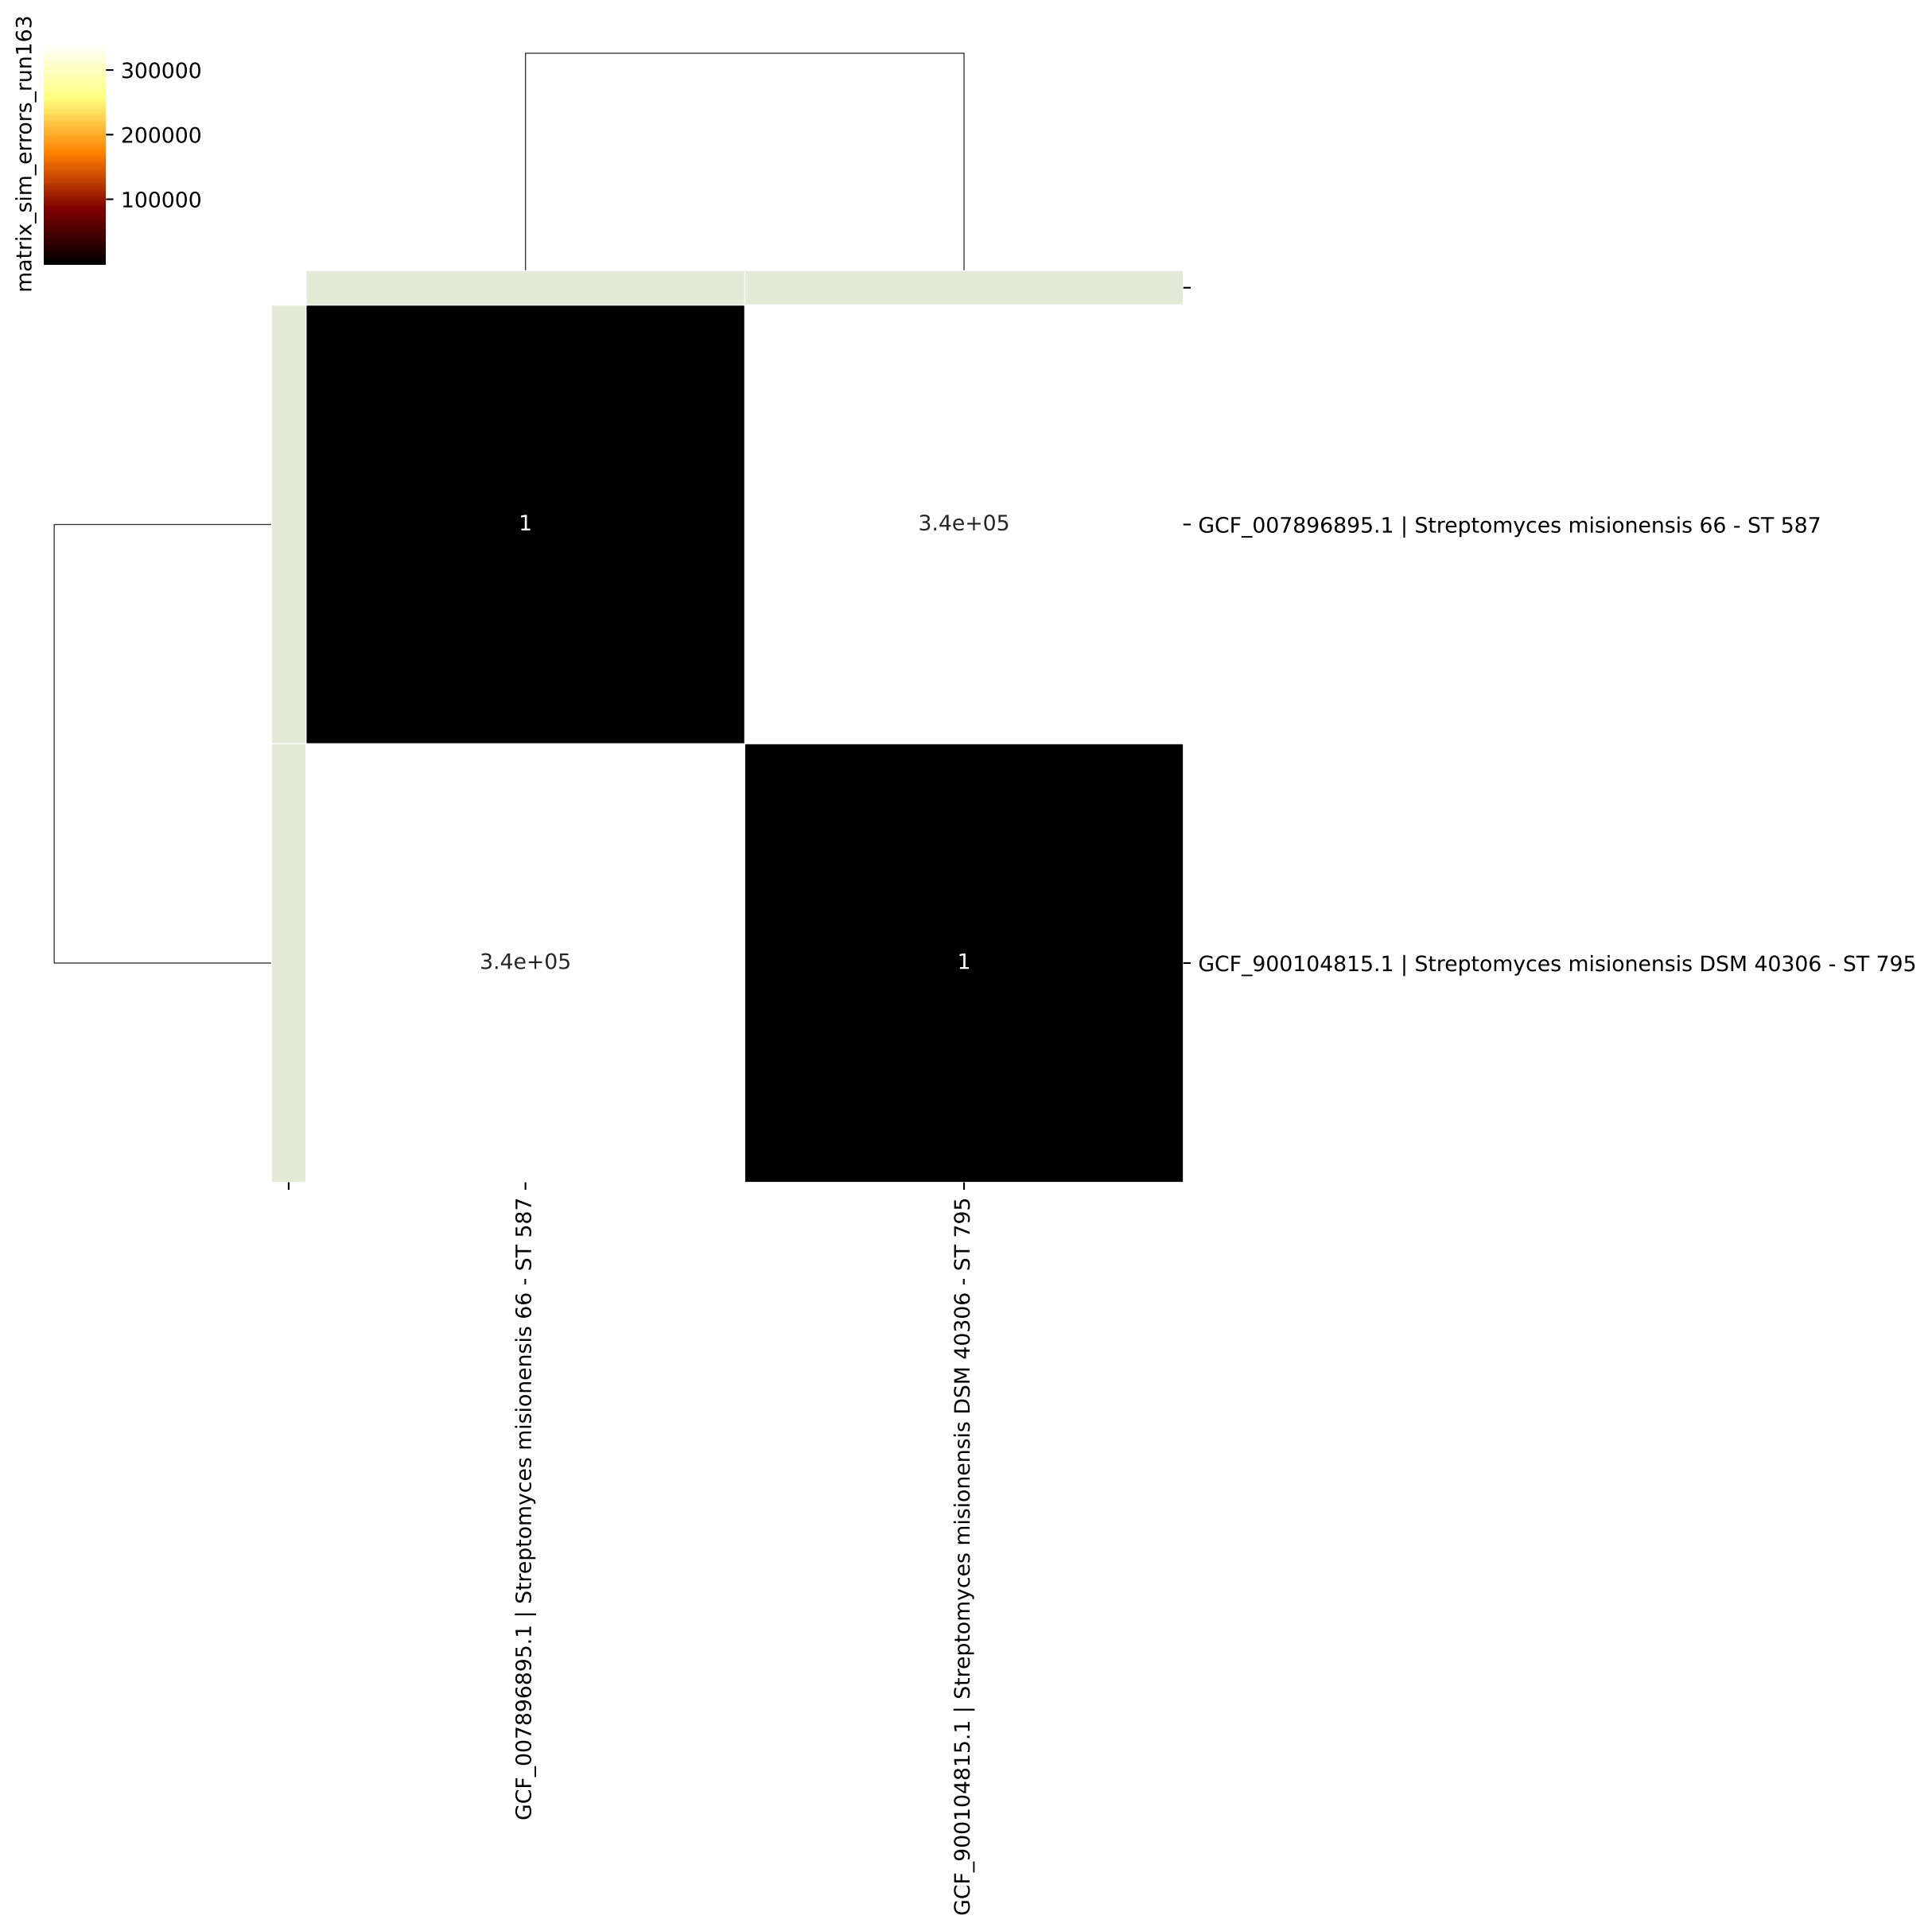 matrix_sim_errors_run163
300000
200000
100000
1
3.4e+05
GCF_007896895.1 | Streptomyces misionensis 66 - ST 587
3.4e+05
1
GCF_900104815.1 | Streptomyces misionensis DSM 40306 - ST 795
GCF_007896895.1 | Streptomyces misionensis 66 - ST 587
GCF_900104815.1 | Streptomyces misionensis DSM 40306 - ST 795